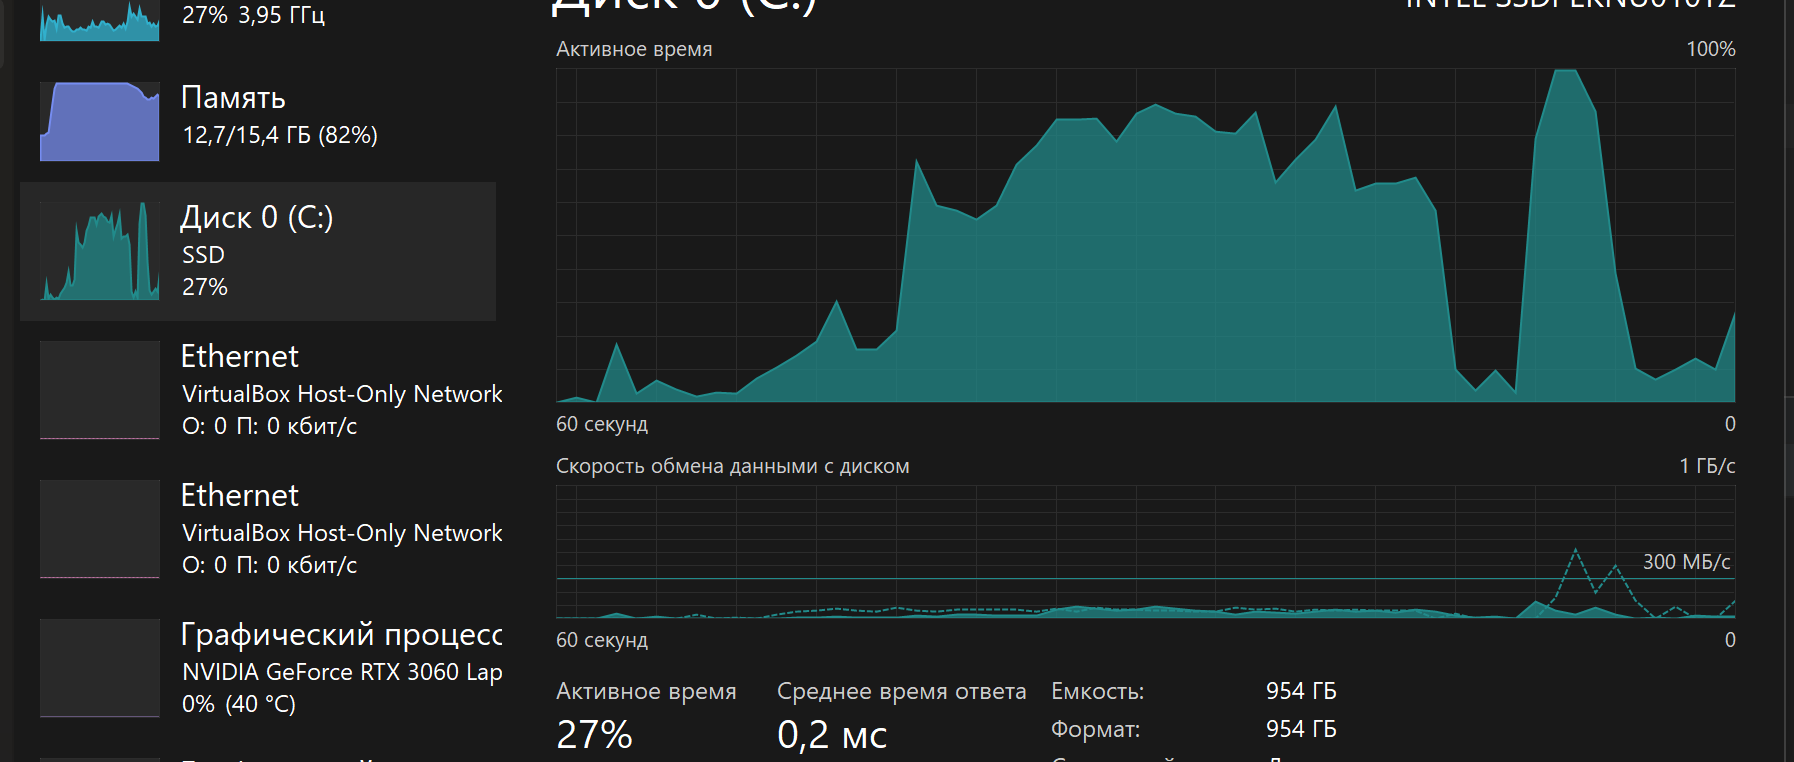 27% 3,95 ГГц
Память
12,7/15,4 ГБ (82%)
Диск 0 (C:)
SSD
27%
Ethernet
VirtualBox Host-Only Network
О: 0 П: 0 кбит/с
Ethernet
VirtualBox Host-Only Network
О: 0 П: 0 кбит/с
Графический процесс
NVIDIA GeForce RTX 3060 Lap
0% (40 °C)
Диск 0 (C:)
Активное время
100%
60 секунд
0
Скорость обмена данными с диском
1 ГБ/с
300 МБ/с
60 секунд
0
Активное время
27%
Среднее время ответа
0,2 мс
Емкость:
954 ГБ
Формат:
954 ГБ